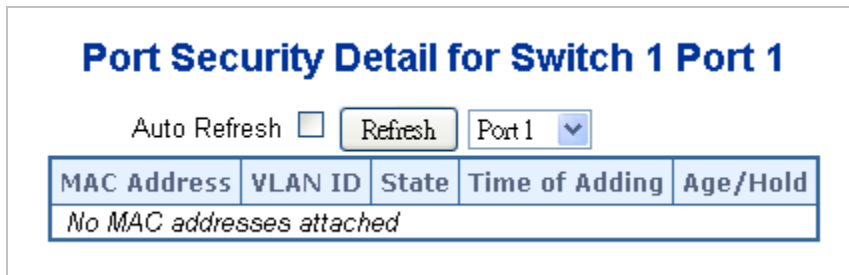 Port Security Detail for Switch 1 Port 1
Auto Refresh Refresh Port 1
MAC Address VLAN ID State Time of Adding Age/Hold
No MAC addresses attached